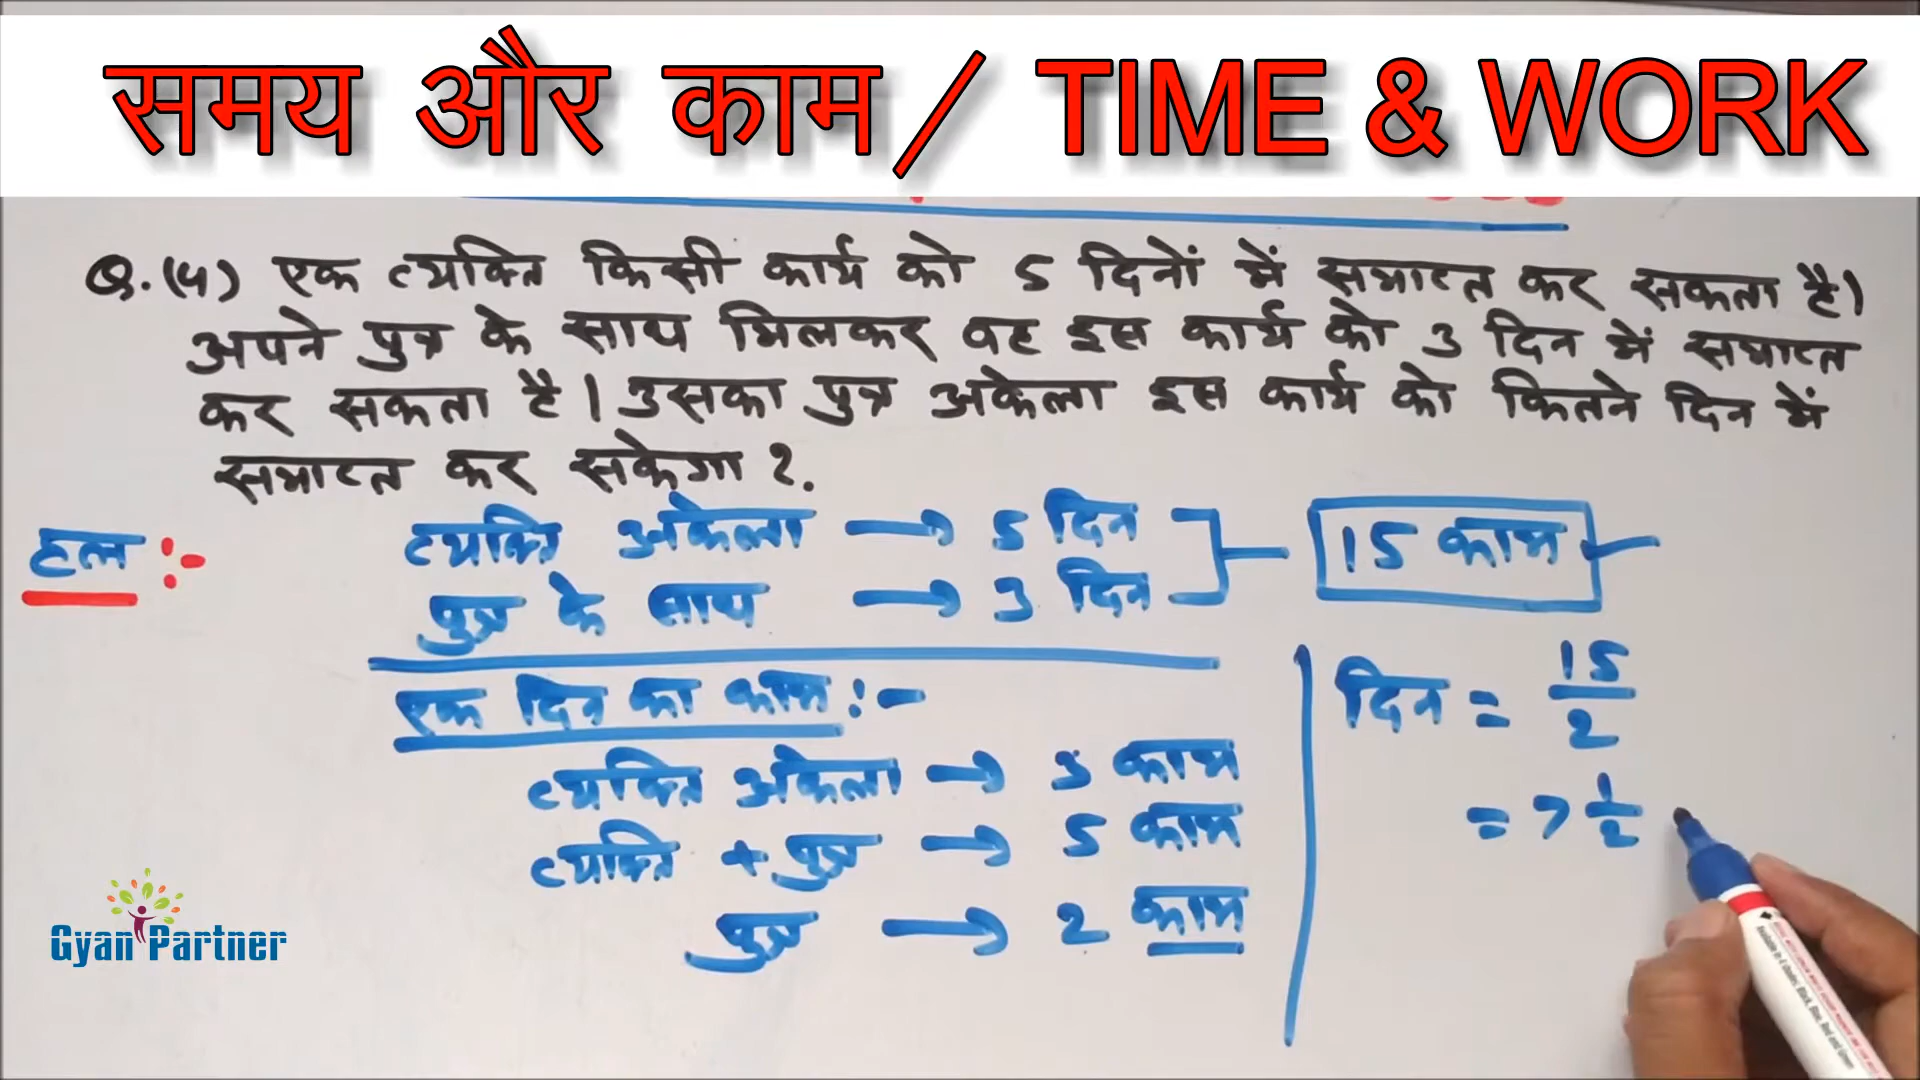 समय और काम / TIME & WORK
Q.(५) एक व्यक्ति किसी कार्य को 5 दिनों में समाप्त कर सकता है।
अपने पुत्र के साथ मिलकर वह इस कार्य को 3 दिन में समाप्त
कर सकता है। उसका पुत्र अकेला इस कार्य को कितने दिन में
समाप्त कर सकेगा ?.
हल :-
व्यक्ति अकेला → 5 दिन
पुत्र के साथ → 3 दिन
15 काम
एक दिन का काम :-
व्यक्ति अकेला → 3 काम
व्यक्ति + पुत्र → 5 काम
पुत्र → 2 काम
दिन = 15/2
= 7 1/2
Gyan Partner